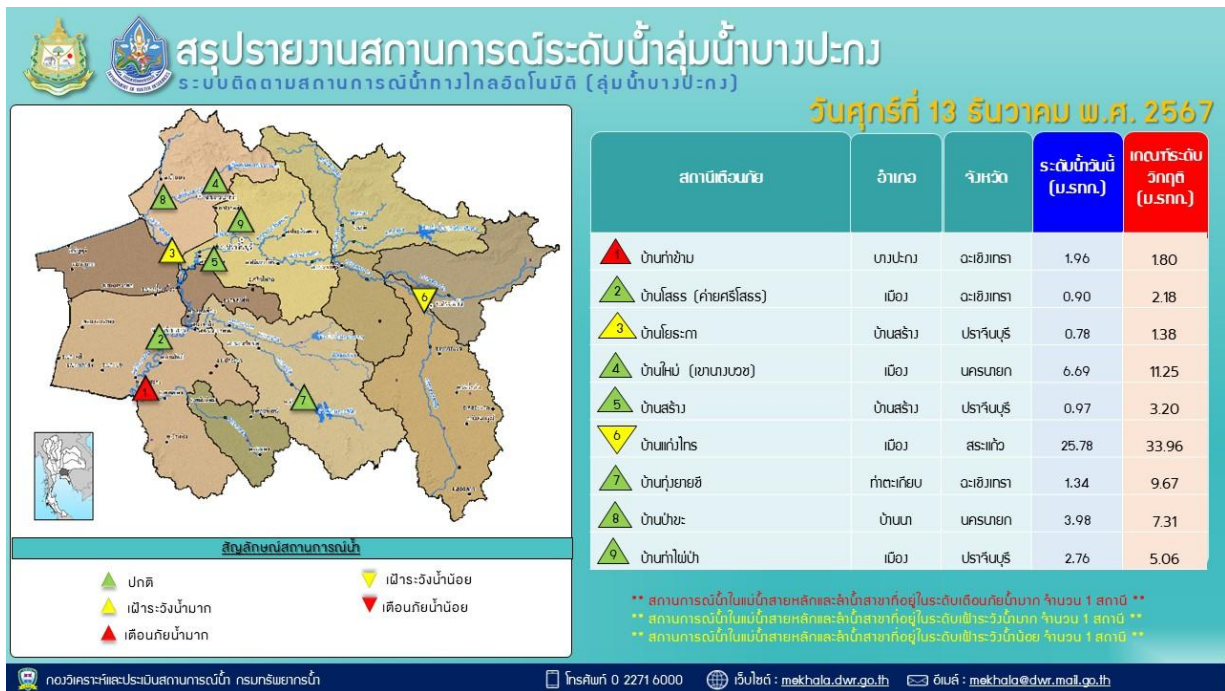 สรุปรายงานสถานการณ์ระดับน้ำลุ่มน้ำบางปะกง
ระบบติดตามสถานการณ์น้ำทางไกลอัตโนมัติ (ลุ่มน้ำบางปะกง)
วันศุกร์ที่ 13 ธันวาคม พ.ศ. 2567
สถานีเตือนภัย อำเภอ จังหวัด ระดับน้ำวันนี้ (ม.รทก.) เกณฑ์ระดับวิกฤติ (ม.รทก.)
1 บ้านท่าข้าม บางปะกง ฉะเชิงเทรา 1.96 1.80
2 บ้านโสธร (ค่ายศรีโสธร) เมือง ฉะเชิงเทรา 0.90 2.18
3 บ้านโยธะกา บ้านสร้าง ปราจีนบุรี 0.78 1.38
4 บ้านใหม่ (เขานางบวช) เมือง นครนายก 6.69 11.25
5 บ้านสร้าง บ้านสร้าง ปราจีนบุรี 0.97 3.20
6 บ้านแก่งไทร เมือง สระแก้ว 25.78 33.96
7 บ้านทุ่งยายชี ท่าตะเกียบ ฉะเชิงเทรา 1.34 9.67
8 บ้านป่าขะ บ้านนา นครนายก 3.98 7.31
9 บ้านท่าไผ่ป่า เมือง ปราจีนบุรี 2.76 5.06
4
8
9
3
5
6
2
1
7
สัญลักษณ์สถานการณ์น้ำ
ปกติ
เฝ้าระวังน้ำมาก
เตือนภัยน้ำมาก
เฝ้าระวังน้ำน้อย
เตือนภัยน้ำน้อย
** สถานการณ์น้ำในแม่น้ำสายหลักและลำน้ำสาขาที่อยู่ในระดับเตือนภัยน้ำมาก จำนวน 1 สถานี **
** สถานการณ์น้ำในแม่น้ำสายหลักและลำน้ำสาขาที่อยู่ในระดับเฝ้าระวังน้ำมาก จำนวน 1 สถานี **
** สถานการณ์น้ำในแม่น้ำสายหลักและลำน้ำสาขาที่อยู่ในระดับเฝ้าระวังน้ำน้อย จำนวน 1 สถานี **
กองวิเคราะห์และประเมินสถานการณ์น้ำ กรมทรัพยากรน้ำ โทรศัพท์ 0 2271 6000 เว็บไซต์ : mekhala.dwr.go.th อีเมล์ : mekhala@dwr.mail.go.th